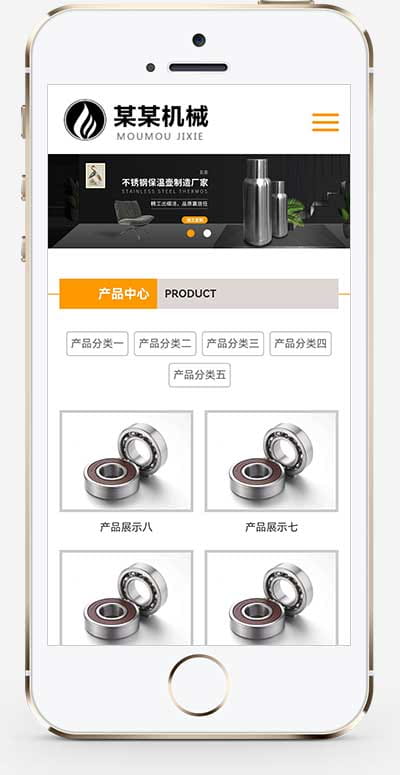 某某机械
MOUMOU JIXIE
不锈钢保温壶制造厂家
STAINLESS STEEL THERMOS
精工出细活、品质赢信任
产品中心 PRODUCT
产品分类一 产品分类二 产品分类三 产品分类四
产品分类五
产品展示八 产品展示七